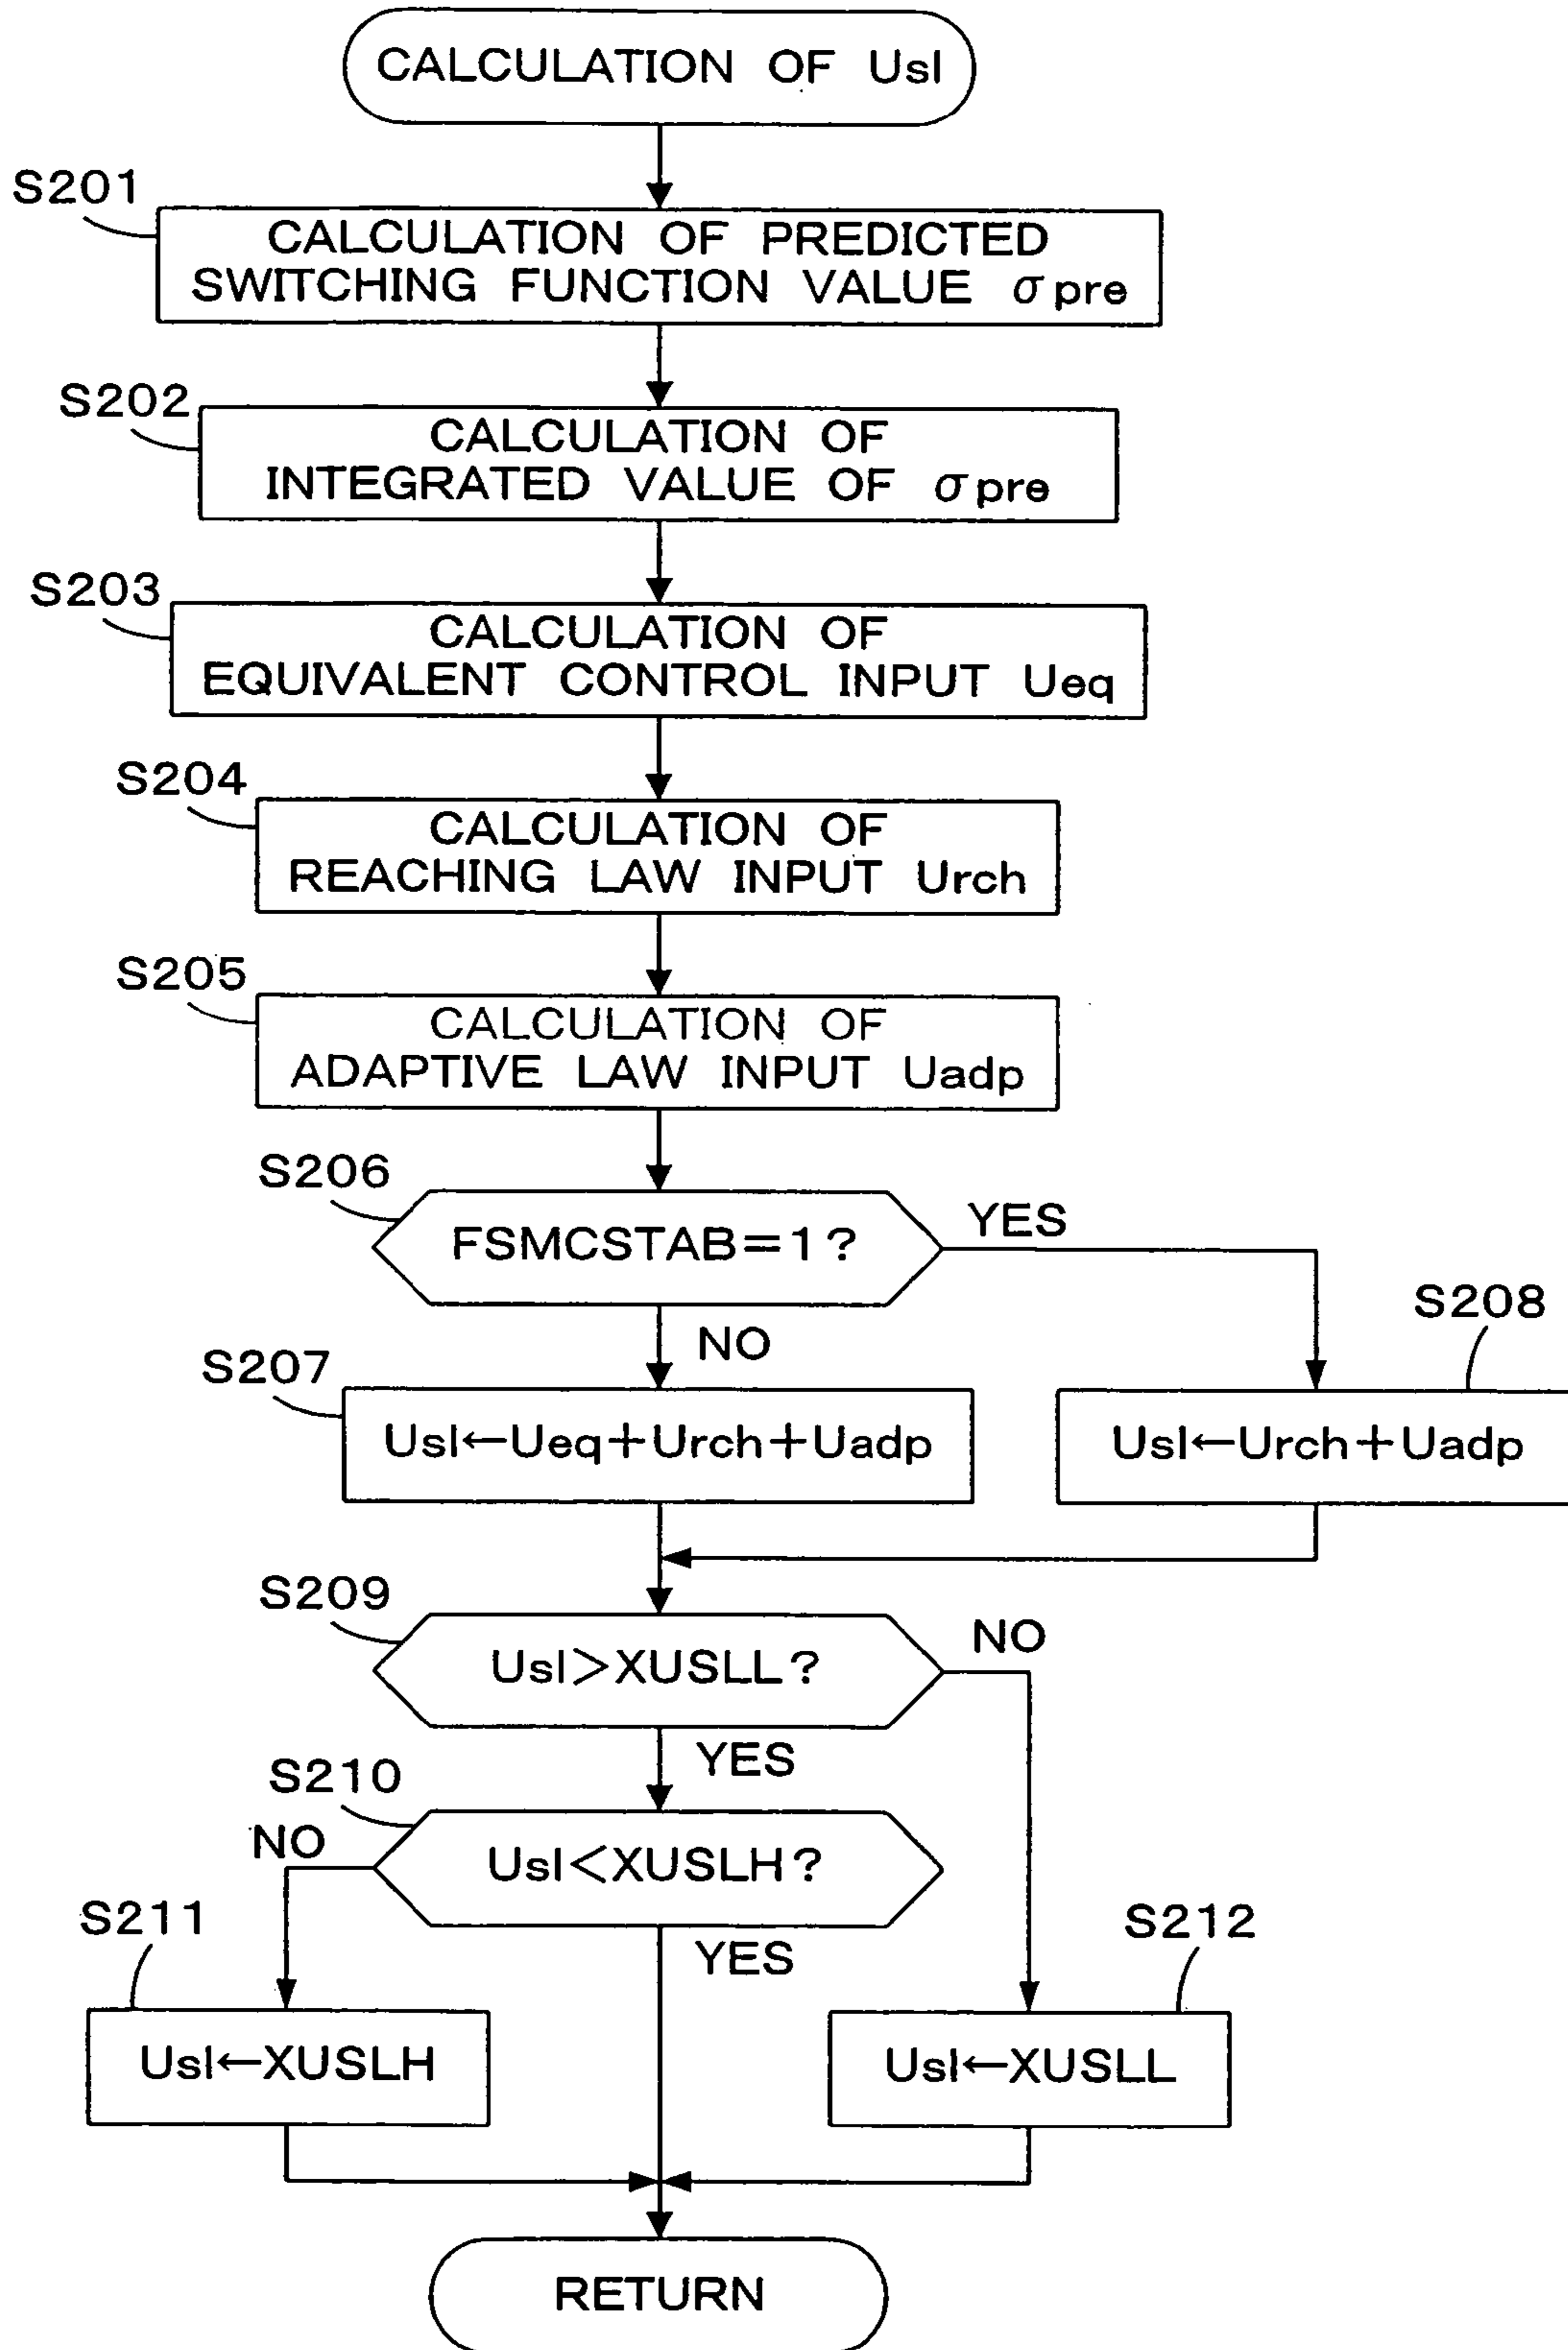 CALCULATION OF Usl
S201
CALCULATION OF PREDICTED
SWITCHING FUNCTION VALUE σpre
S202
CALCULATION OF
INTEGRATED VALUE OF σpre
S203
CALCULATION OF
EQUIVALENT CONTROL INPUT Ueq
S204
CALCULATION OF
REACHING LAW INPUT Urch
S205
CALCULATION OF
ADAPTIVE LAW INPUT Uadp
S206
FSMCSTAB=1?
YES
NO
S207
Usl←Ueq+Urch+Uadp
S208
Usl←Urch+Uadp
S209
Usl>XUSLL?
NO
YES
S210
Usl<XUSLH?
NO
YES
S211
Usl←XUSLH
S212
Usl←XUSLL
RETURN